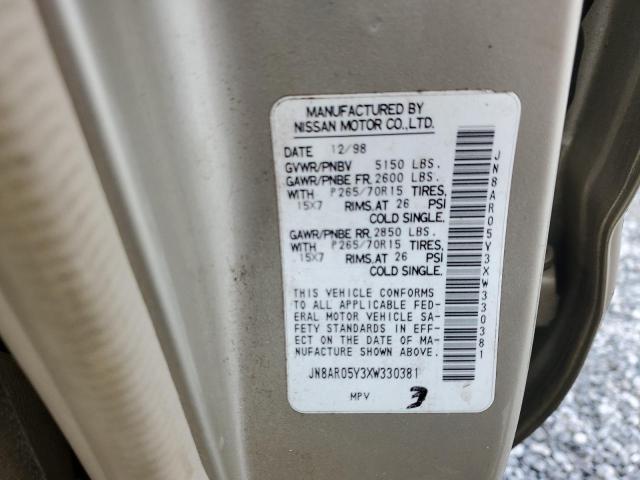 MANUFACTURED BY
NISSAN MOTOR CO.,LTD.
DATE 12/98
GVWR/PNBV 5150 LBS.
GAWR/PNBE FR. 2600 LBS.
WITH P265/70R15 TIRES,
15X7 RIMS, AT 26 PSI
COLD SINGLE.
GAWR/PNBE RR. 2850 LBS.
WITH P265/70R15 TIRES,
15X7 RIMS, AT 26 PSI
COLD SINGLE.
THIS VEHICLE CONFORMS
TO ALL APPLICABLE FED-
ERAL MOTOR VEHICLE SA-
FETY STANDARDS IN EFF-
ECT ON THE DATE OF MA-
NUFACTURE SHOWN ABOVE.
JN8AR05Y3XW330381
MPV 3
JN8AR05Y3XW330381